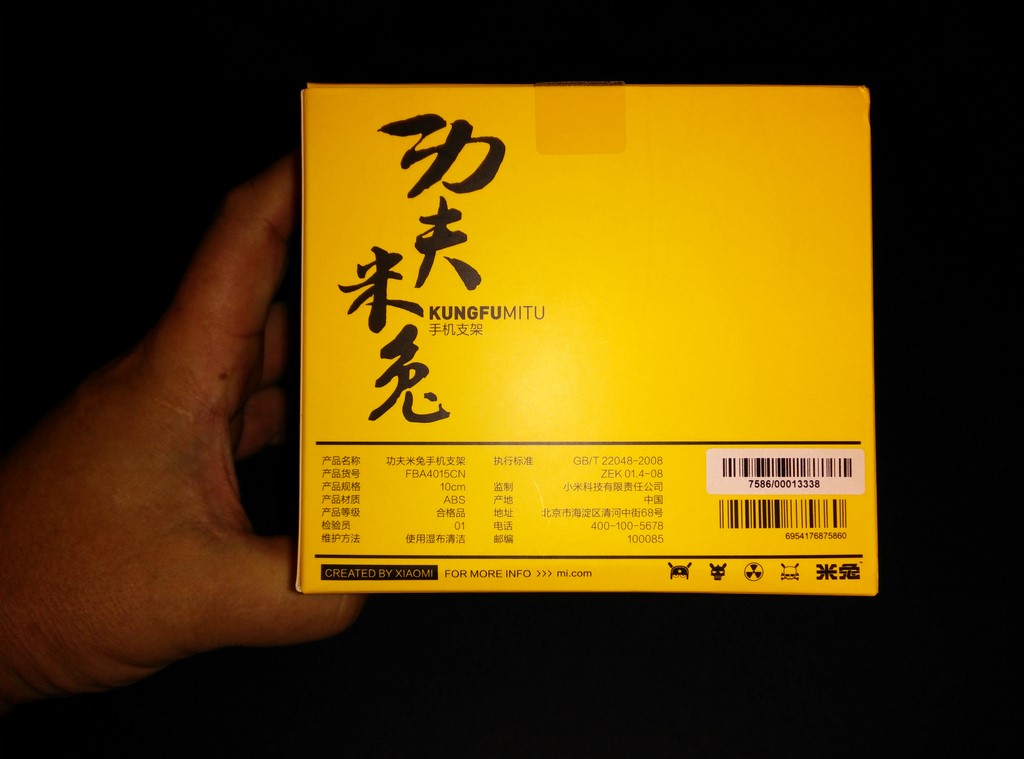 功夫
米兔
KUNGFUMITU
手机支架
产品名称 功夫米兔手机支架 执行标准 GB/T 22048-2008
产品货号 FBA4015CN ZEK 01.4-08
产品规格 10cm 监制 小米科技有限责任公司
产品材质 ABS 产地 中国
产品等级 合格品 地址 北京市海淀区清河中街68号
检验员 01 电话 400-100-5678
维护方法 使用湿布清洁 邮编 100085
7586/00013338
6954176875860
CREATED BY XIAOMI FOR MORE INFO >>> mi.com
米兔